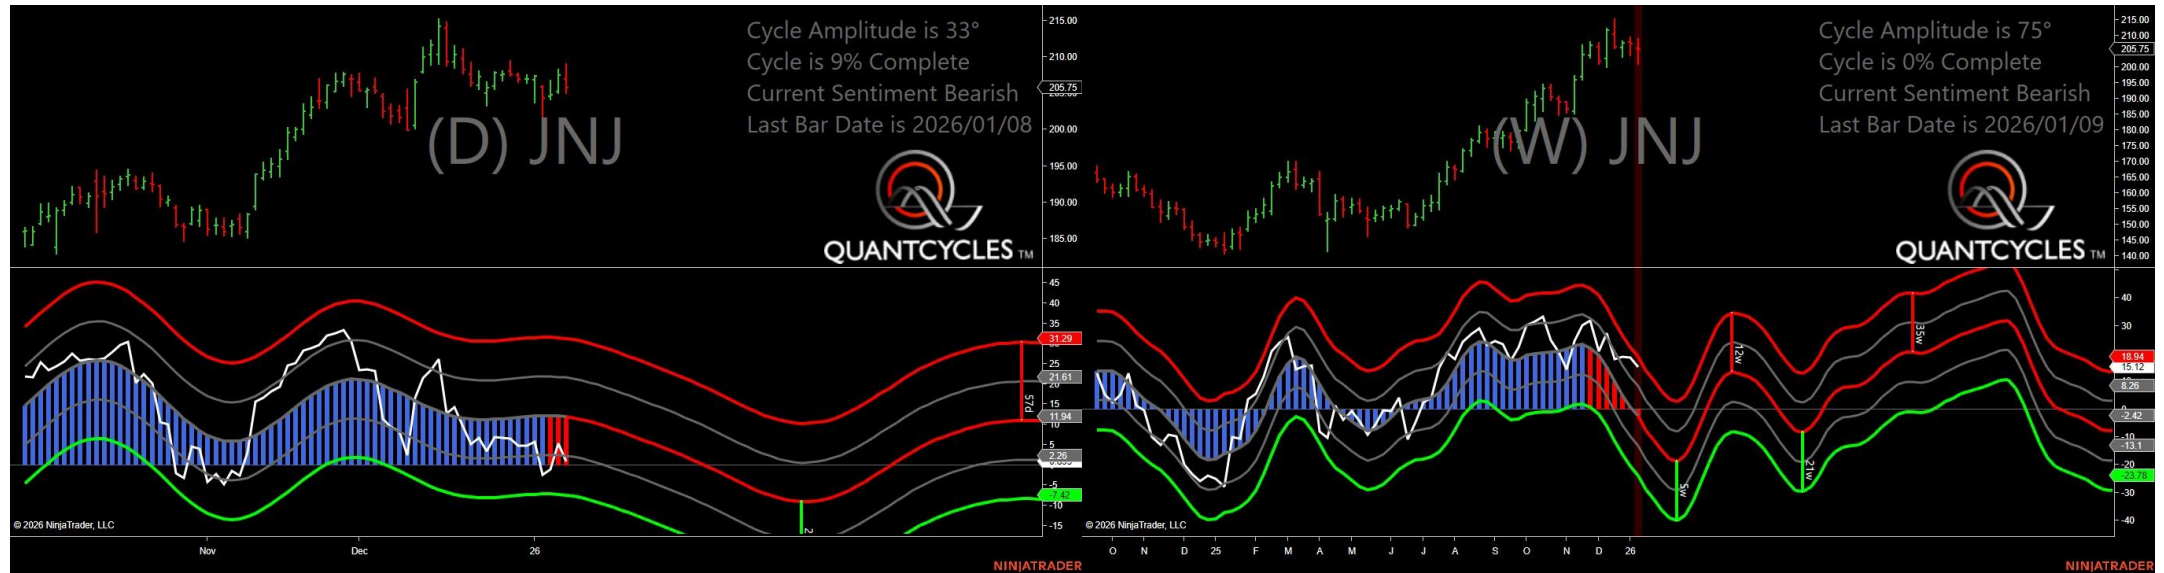 Cycle Amplitude is 33°
Cycle is 9% Complete
Current Sentiment Bearish
Last Bar Date is 2026/01/08
(D) JNJ
QUANTCYCLES TM
215.00
210.00
205.75
200.00
195.00
190.00
185.00
45
40
35
31.29
25
21.61
20
15
11.94
10
5
2.26
-7.42
-10
-15
57d
2
© 2026 NinjaTrader, LLC
Nov
Dec
26
NINJATRADER
Cycle Amplitude is 75°
Cycle is 0% Complete
Current Sentiment Bearish
Last Bar Date is 2026/01/09
(W) JNJ
QUANTCYCLES TM
215.00
210.00
205.75
200.00
195.00
190.00
185.00
180.00
175.00
170.00
165.00
160.00
155.00
150.00
145.00
140.00
40
30
18.94
15.12
8.26
-2.42
-10
-13.1
-20
-23.78
-30
-40
5w
12w
21w
35w
© 2026 NinjaTrader, LLC
O N D 25 F M A M J J A S O N D 26
NINJATRADER